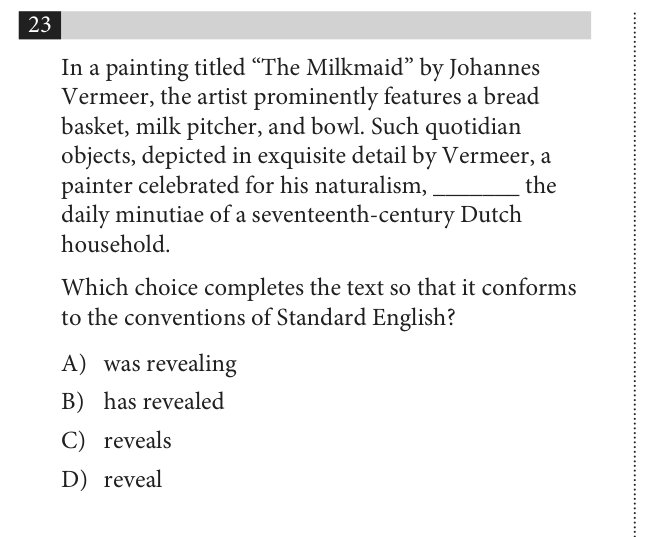 23
In a painting titled “The Milkmaid” by Johannes
Vermeer, the artist prominently features a bread
basket, milk pitcher, and bowl. Such quotidian
objects, depicted in exquisite detail by Vermeer, a
painter celebrated for his naturalism, _______ the
daily minutiae of a seventeenth-century Dutch
household.
Which choice completes the text so that it conforms
to the conventions of Standard English?
A) was revealing
B) has revealed
C) reveals
D) reveal